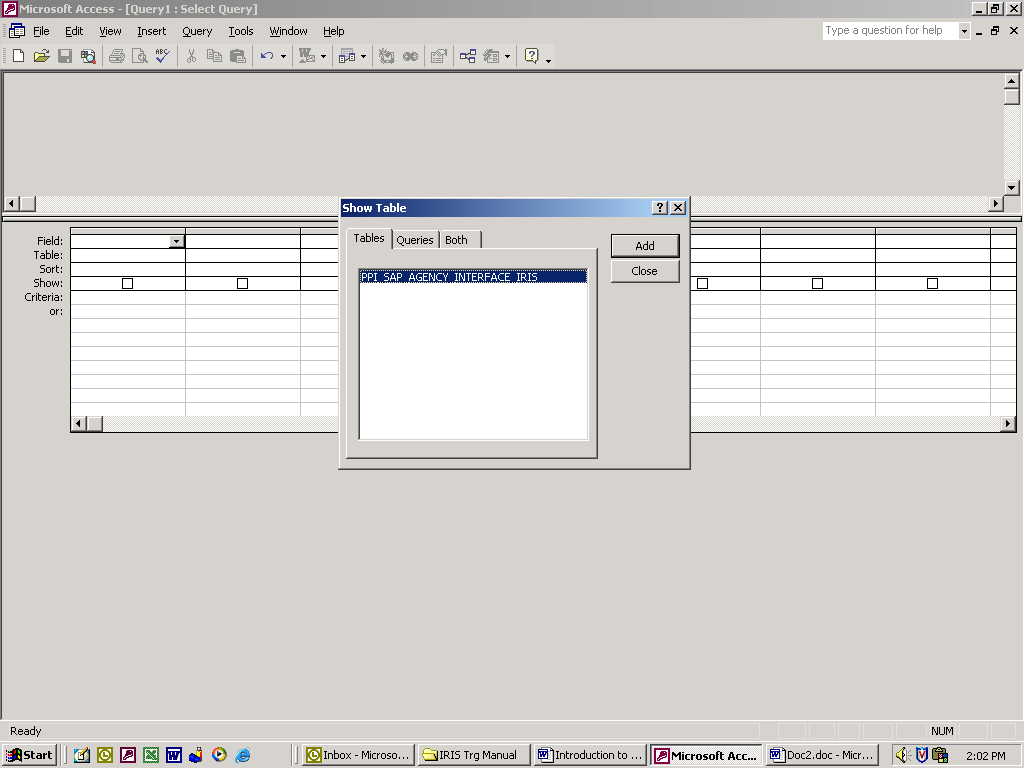 Microsoft Access - [Query1 : Select Query]
File Edit View Insert Query Tools Window Help
Type a question for help
Show Table
Tables Queries Both
PPI_SAP_AGENCY_INTERFACE_IRIS
Add
Close
Field:
Table:
Sort:
Show:
Criteria:
or:
Ready
NUM
Start
Inbox - Microso...
IRIS Trg Manual
Introduction to ...
Microsoft Acc...
Doc2.doc - Micr...
2:02 PM